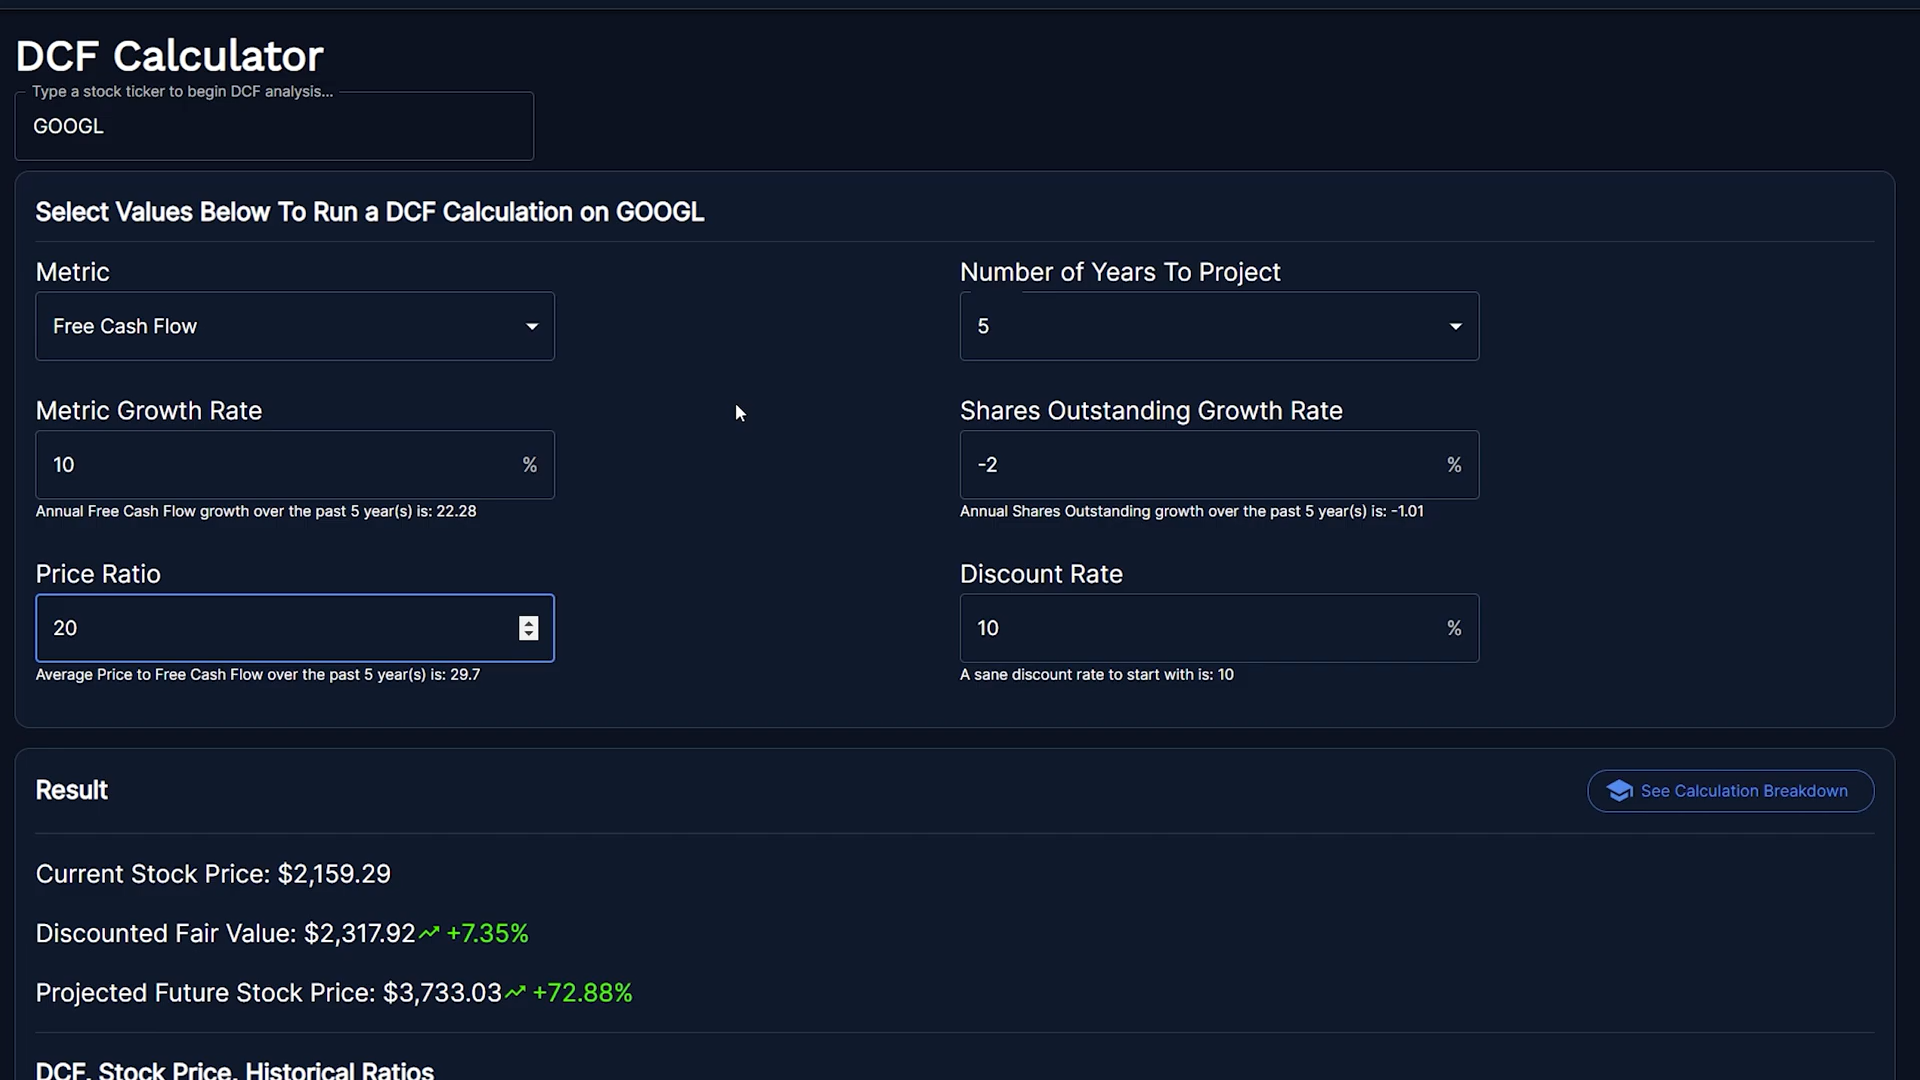 DCF Calculator
Type a stock ticker to begin DCF analysis...
GOOGL
Select Values Below To Run a DCF Calculation on GOOGL
Metric
Free Cash Flow
Number of Years To Project
5
Metric Growth Rate
10 %
Annual Free Cash Flow growth over the past 5 year(s) is: 22.28
Shares Outstanding Growth Rate
-2 %
Annual Shares Outstanding growth over the past 5 year(s) is: -1.01
Price Ratio
20
Average Price to Free Cash Flow over the past 5 year(s) is: 29.7
Discount Rate
10 %
A sane discount rate to start with is: 10
Result
See Calculation Breakdown
Current Stock Price: $2,159.29
Discounted Fair Value: $2,317.92 +7.35%
Projected Future Stock Price: $3,733.03 +72.88%
DCF, Stock Price, Historical Ratios